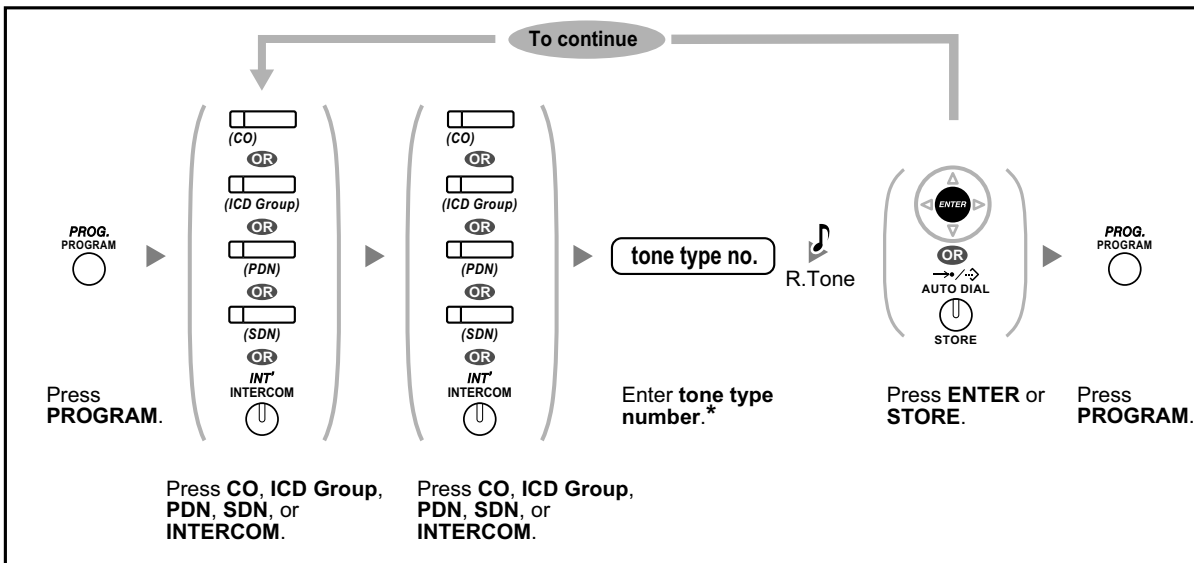 To continue
PROG.
PROGRAM
(CO)
OR
(ICD Group)
OR
(PDN)
OR
(SDN)
OR
INT'
INTERCOM
(CO)
OR
(ICD Group)
OR
(PDN)
OR
(SDN)
OR
INT'
INTERCOM
tone type no.
R.Tone
ENTER
OR
AUTO DIAL
STORE
PROG.
PROGRAM
Press
PROGRAM.
Press CO, ICD Group,
PDN, SDN, or
INTERCOM.
Press CO, ICD Group,
PDN, SDN, or
INTERCOM.
Enter tone type
number.*
Press ENTER or
STORE.
Press
PROGRAM.